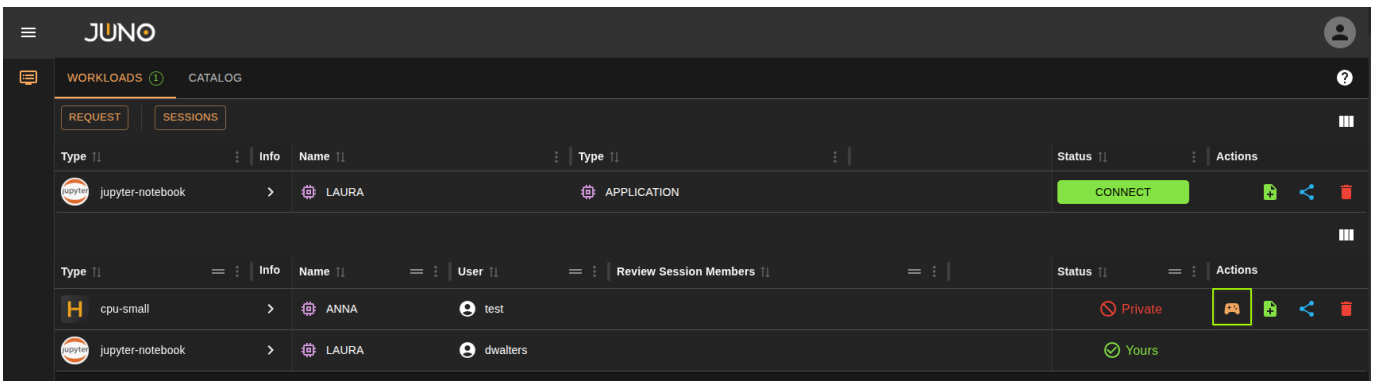 JUNO
WORKLOADS 1 CATALOG
REQUEST SESSIONS
Type Info Name Type Status Actions
jupyter jupyter-notebook LAURA APPLICATION CONNECT
Type Info Name User Review Session Members Status Actions
H cpu-small ANNA test Private
jupyter jupyter-notebook LAURA dwalters Yours